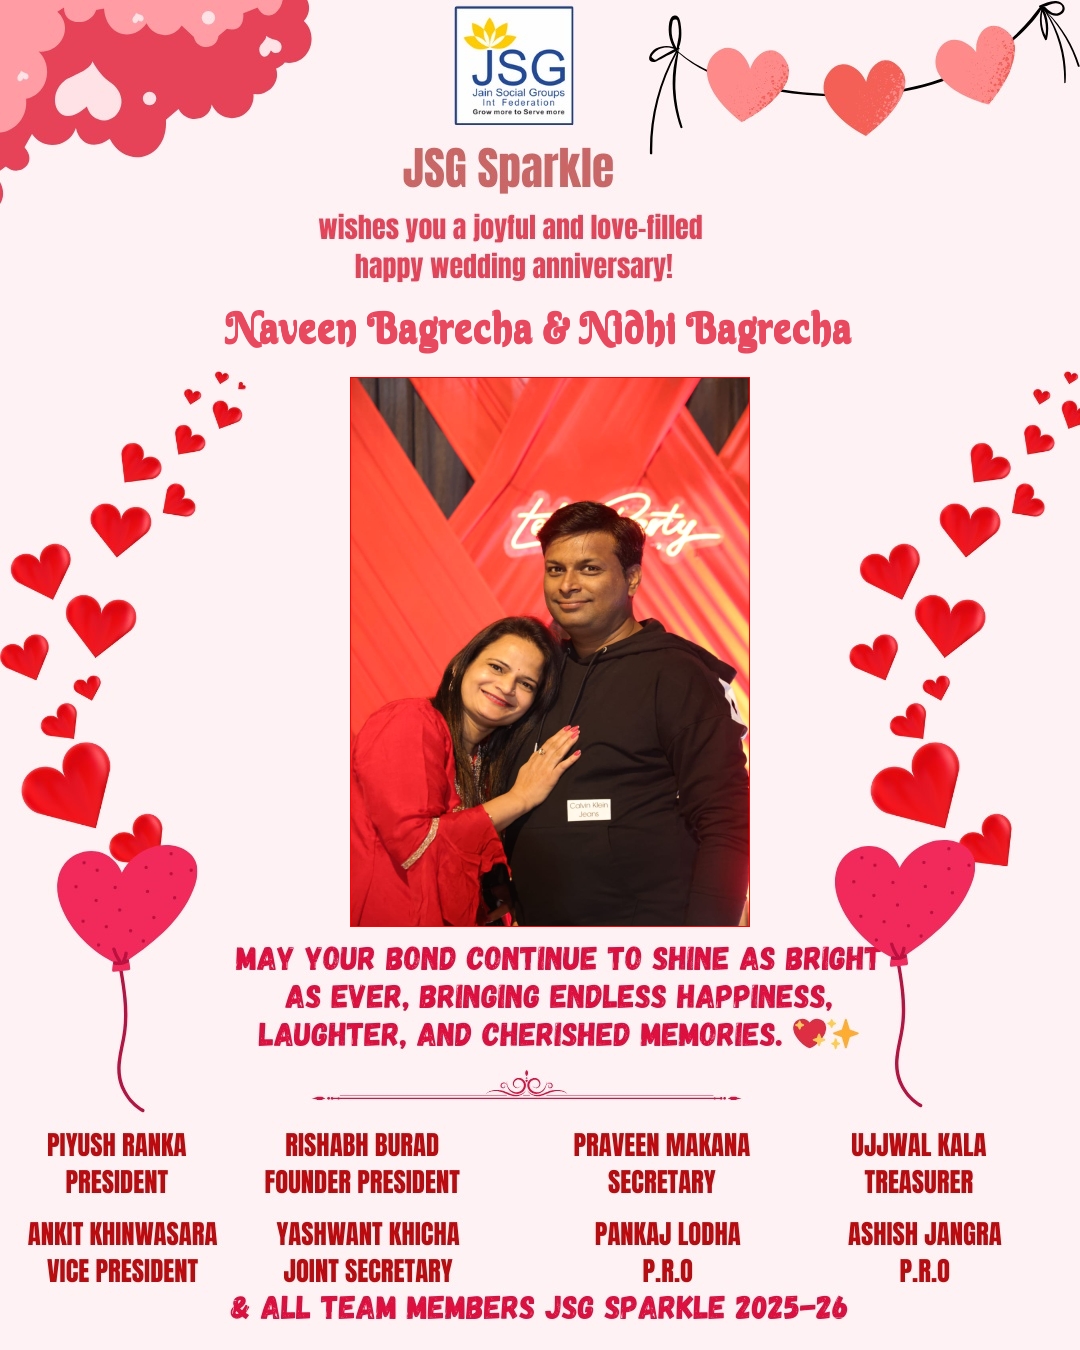 JSG
Jain Social Groups
Int Federation
Grow more to Serve more
JSG Sparkle
wishes you a joyful and love-filled
happy wedding anniversary!
Naveen Bagrecha & Nidhi Bagrecha
Party
Calvin Klein
Jeans
MAY YOUR BOND CONTINUE TO SHINE AS BRIGHT
AS EVER, BRINGING ENDLESS HAPPINESS,
LAUGHTER, AND CHERISHED MEMORIES. 💖✨
PIYUSH RANKA
PRESIDENT
RISHABH BURAD
FOUNDER PRESIDENT
PRAVEEN MAKANA
SECRETARY
UJJWAL KALA
TREASURER
ANKIT KHINWASARA
VICE PRESIDENT
YASHWANT KHICHA
JOINT SECRETARY
PANKAJ LODHA
P.R.O
ASHISH JANGRA
P.R.O
& ALL TEAM MEMBERS JSG SPARKLE 2025-26